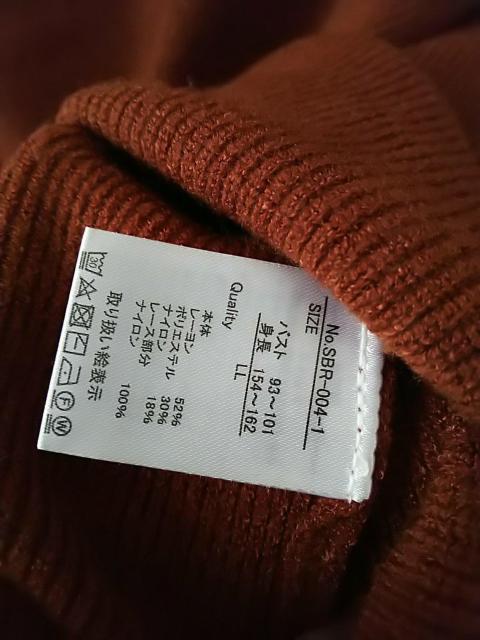 No.SBR-004-1
SIZE
バスト 93～101
身長 154～162
LL
Quality
本体
レーヨン 52%
ポリエステル 30%
ナイロン 18%
レース部分
ナイロン 100%
取り扱い絵表示
30 F W